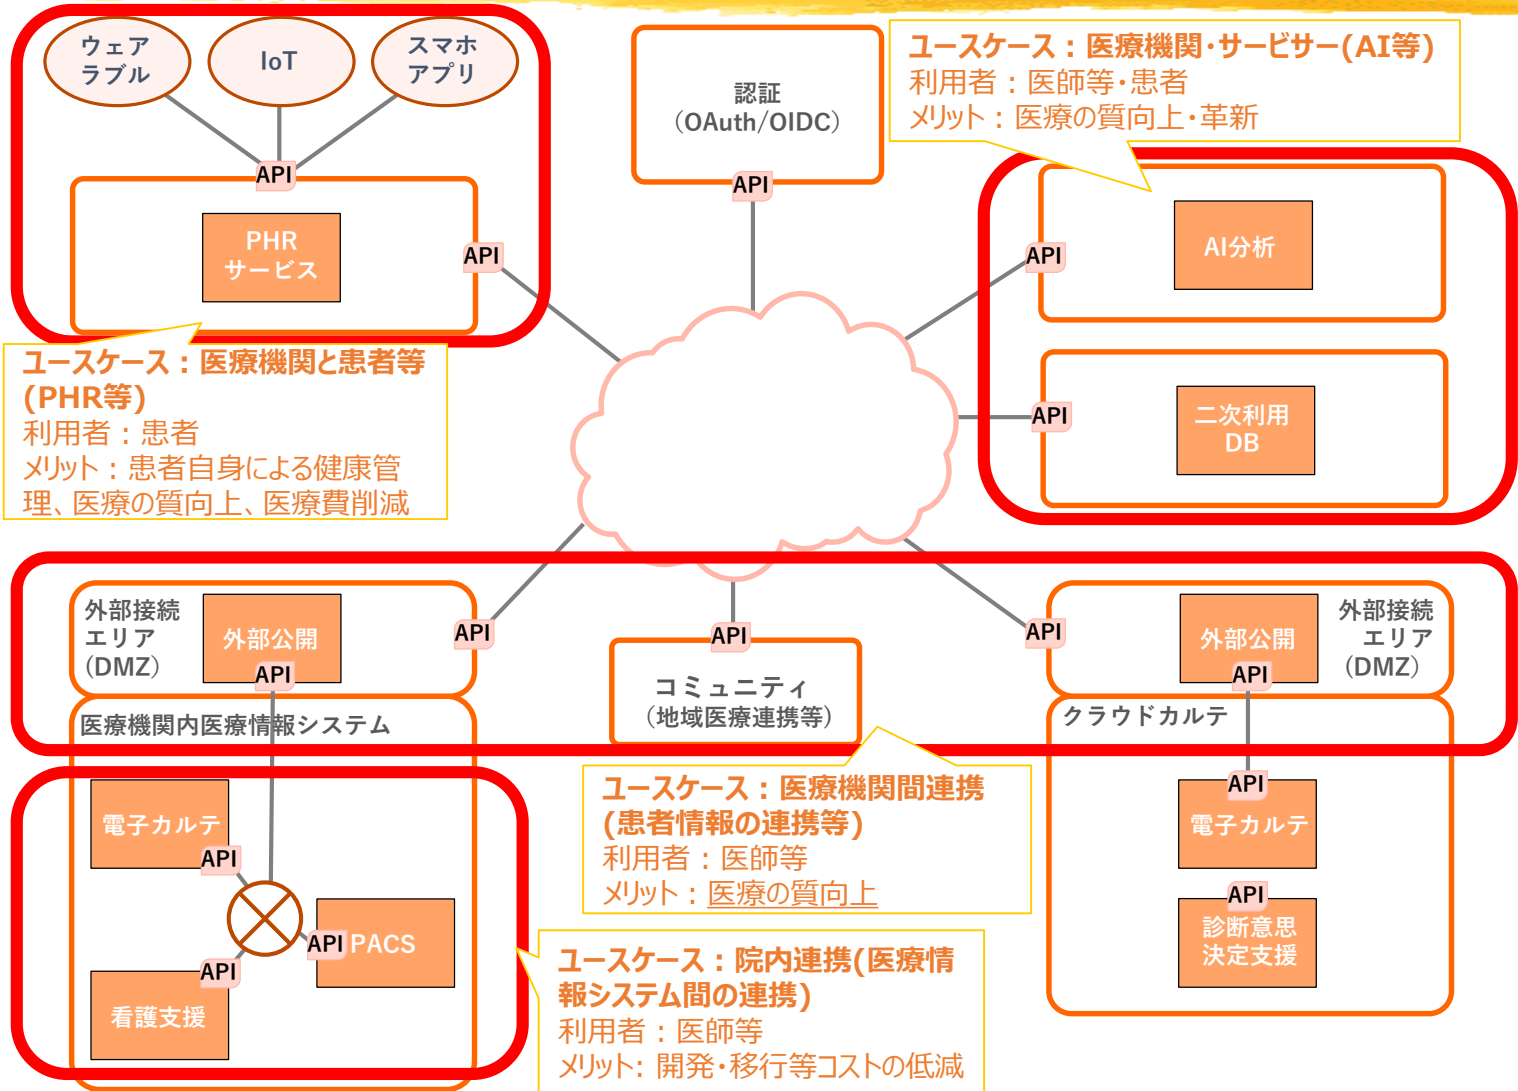 ウェア
ラブル
IoT
スマホ
アプリ
API
PHR
サービス
API
ユースケース：医療機関と患者等
(PHR等)
利用者：患者
メリット：患者自身による健康管
理、医療の質向上、医療費削減
認証
（OAuth/OIDC）
API
ユースケース：医療機関・サービサー(AI等)
利用者：医師等・患者
メリット：医療の質向上・革新
API
AI分析
API
二次利用
DB
外部接続
エリア
（DMZ）
外部公開
API
API
医療機関内医療情報システム
API
コミュニティ
（地域医療連携等）
API
外部公開
API
外部接続
エリア
（DMZ）
クラウドカルテ
電子カルテ
API
API
PACS
API
看護支援
ユースケース：医療機関間連携
(患者情報の連携等)
利用者：医師等
メリット：医療の質向上
ユースケース：院内連携(医療情
報システム間の連携)
利用者：医師等
メリット: 開発・移行等コストの低減
API
電子カルテ
API
診断意思
決定支援